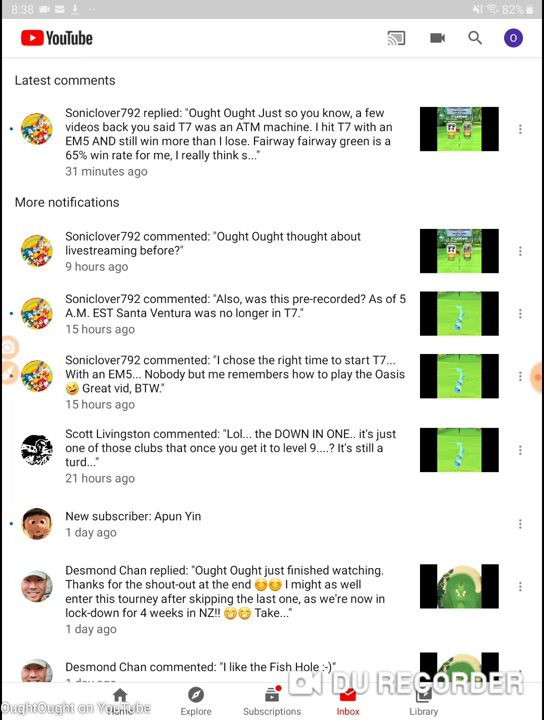 8:38
82%
YouTube
O
Latest comments
Soniclover792 replied: "Ought Ought Just so you know, a few
videos back you said T7 was an ATM machine. I hit T7 with an
EM5 AND still win more than I lose. Fairway fairway green is a
65% win rate for me, I really think s..."
31 minutes ago
More notifications
Soniclover792 commented: "Ought Ought thought about
livestreaming before?"
9 hours ago
Soniclover792 commented: "Also, was this pre-recorded? As of 5
A.M. EST Santa Ventura was no longer in T7."
15 hours ago
Soniclover792 commented: "I chose the right time to start T7...
With an EM5... Nobody but me remembers how to play the Oasis
🤣 Great vid, BTW."
15 hours ago
Scott Livingston commented: "Lol... the DOWN IN ONE.. it's just
one of those clubs that once you get it to level 9....? It's still a
turd..."
21 hours ago
New subscriber: Apun Yin
1 day ago
Desmond Chan replied: "Ought Ought just finished watching.
Thanks for the shout-out at the end 😊😊 I might as well
enter this tourney after skipping the last one, as we're now in
lock-down for 4 weeks in NZ!! 😁😁 Take..."
1 day ago
Desmond Chan commented: "I like the Fish Hole :-)"
1 day ago
DU RECORDER
OughtOught on YouTube
Home
Explore
Subscriptions
Inbox
Library